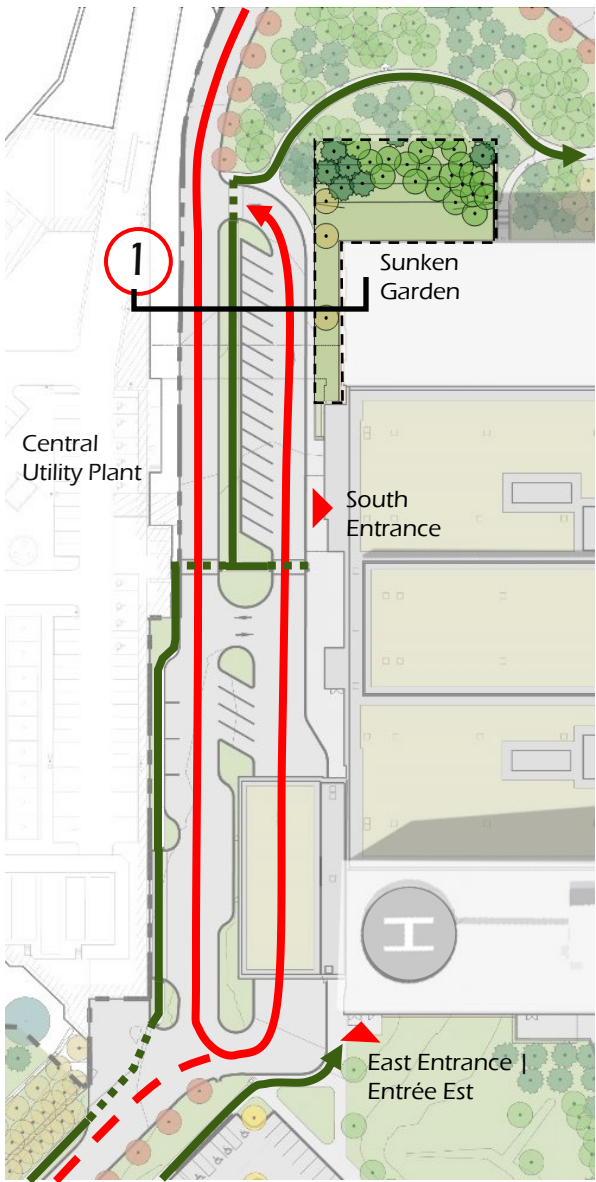 1
Sunken
Garden
Central
Utility Plant
South
Entrance
H
East Entrance |
Entrée Est